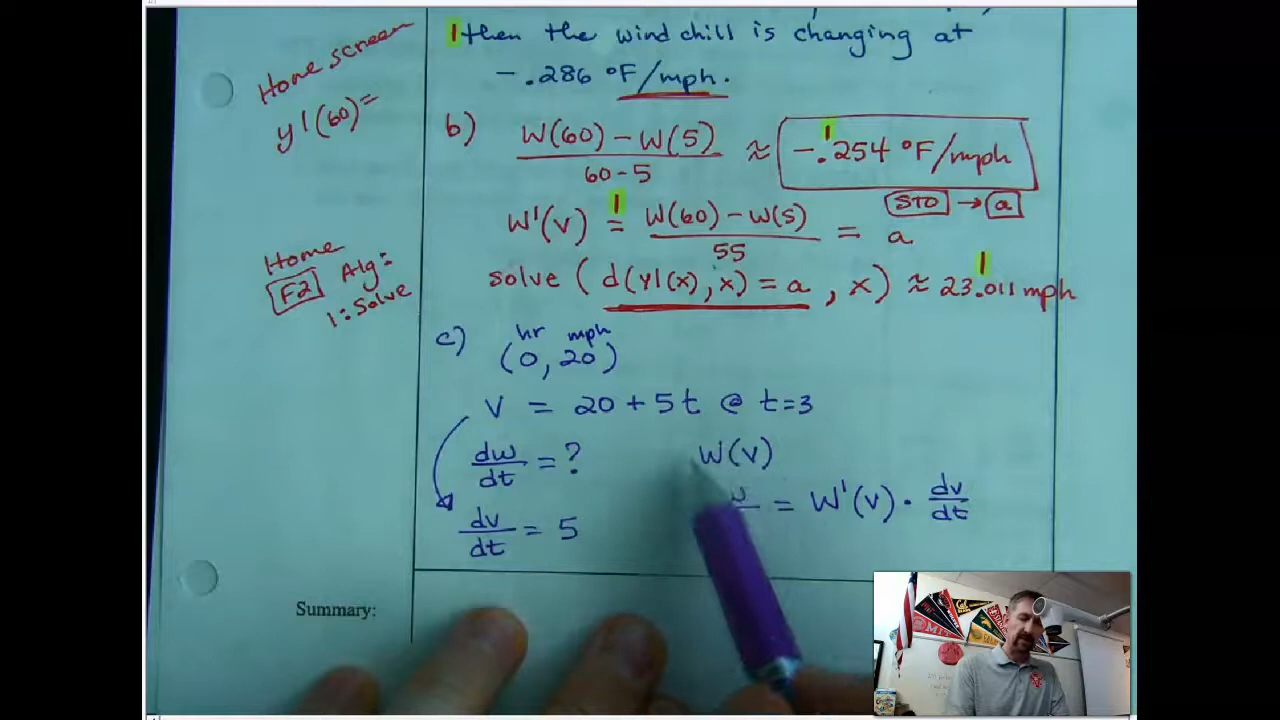 Home screen
y1(60)=
then the wind chill is changing at
-.286 °F/mph.
b) W(60) - W(5) / 60-5 ≈ -.254 °F/mph
STO → a
W'(v) = W(60) - W(5) / 55 = a
Home
F2 Alg:
1: Solve
solve ( d(y1(x), x) = a , x) ≈ 23.011 mph
c) hr mph
(0, 20)
V = 20 + 5t @ t=3
dw/dt = ? W(v)
= W'(v) · dv/dt
dv/dt = 5
Summary: